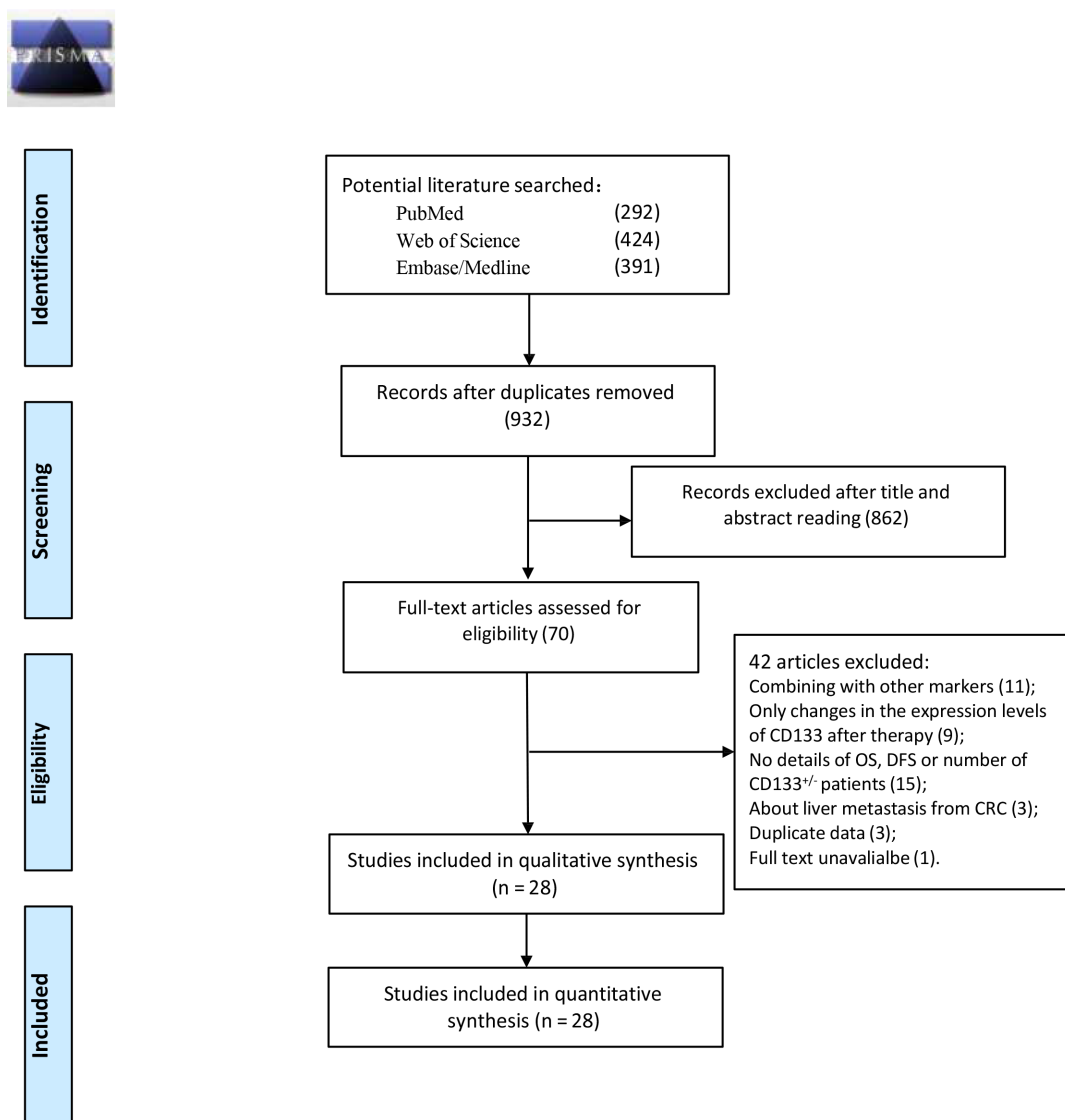 PRISMA
Identification
Potential literature searched：
PubMed (292)
Web of Science (424)
Embase/Medline (391)
Records after duplicates removed
(932)
Screening
Records excluded after title and
abstract reading (862)
Full-text articles assessed for
eligibility (70)
Eligibility
42 articles excluded:
Combining with other markers (11);
Only changes in the expression levels
of CD133 after therapy (9);
No details of OS, DFS or number of
CD133+/- patients (15);
About liver metastasis from CRC (3);
Duplicate data (3);
Full text unavalialbe (1).
Studies included in qualitative synthesis
(n = 28)
Included
Studies included in quantitative
synthesis (n = 28)